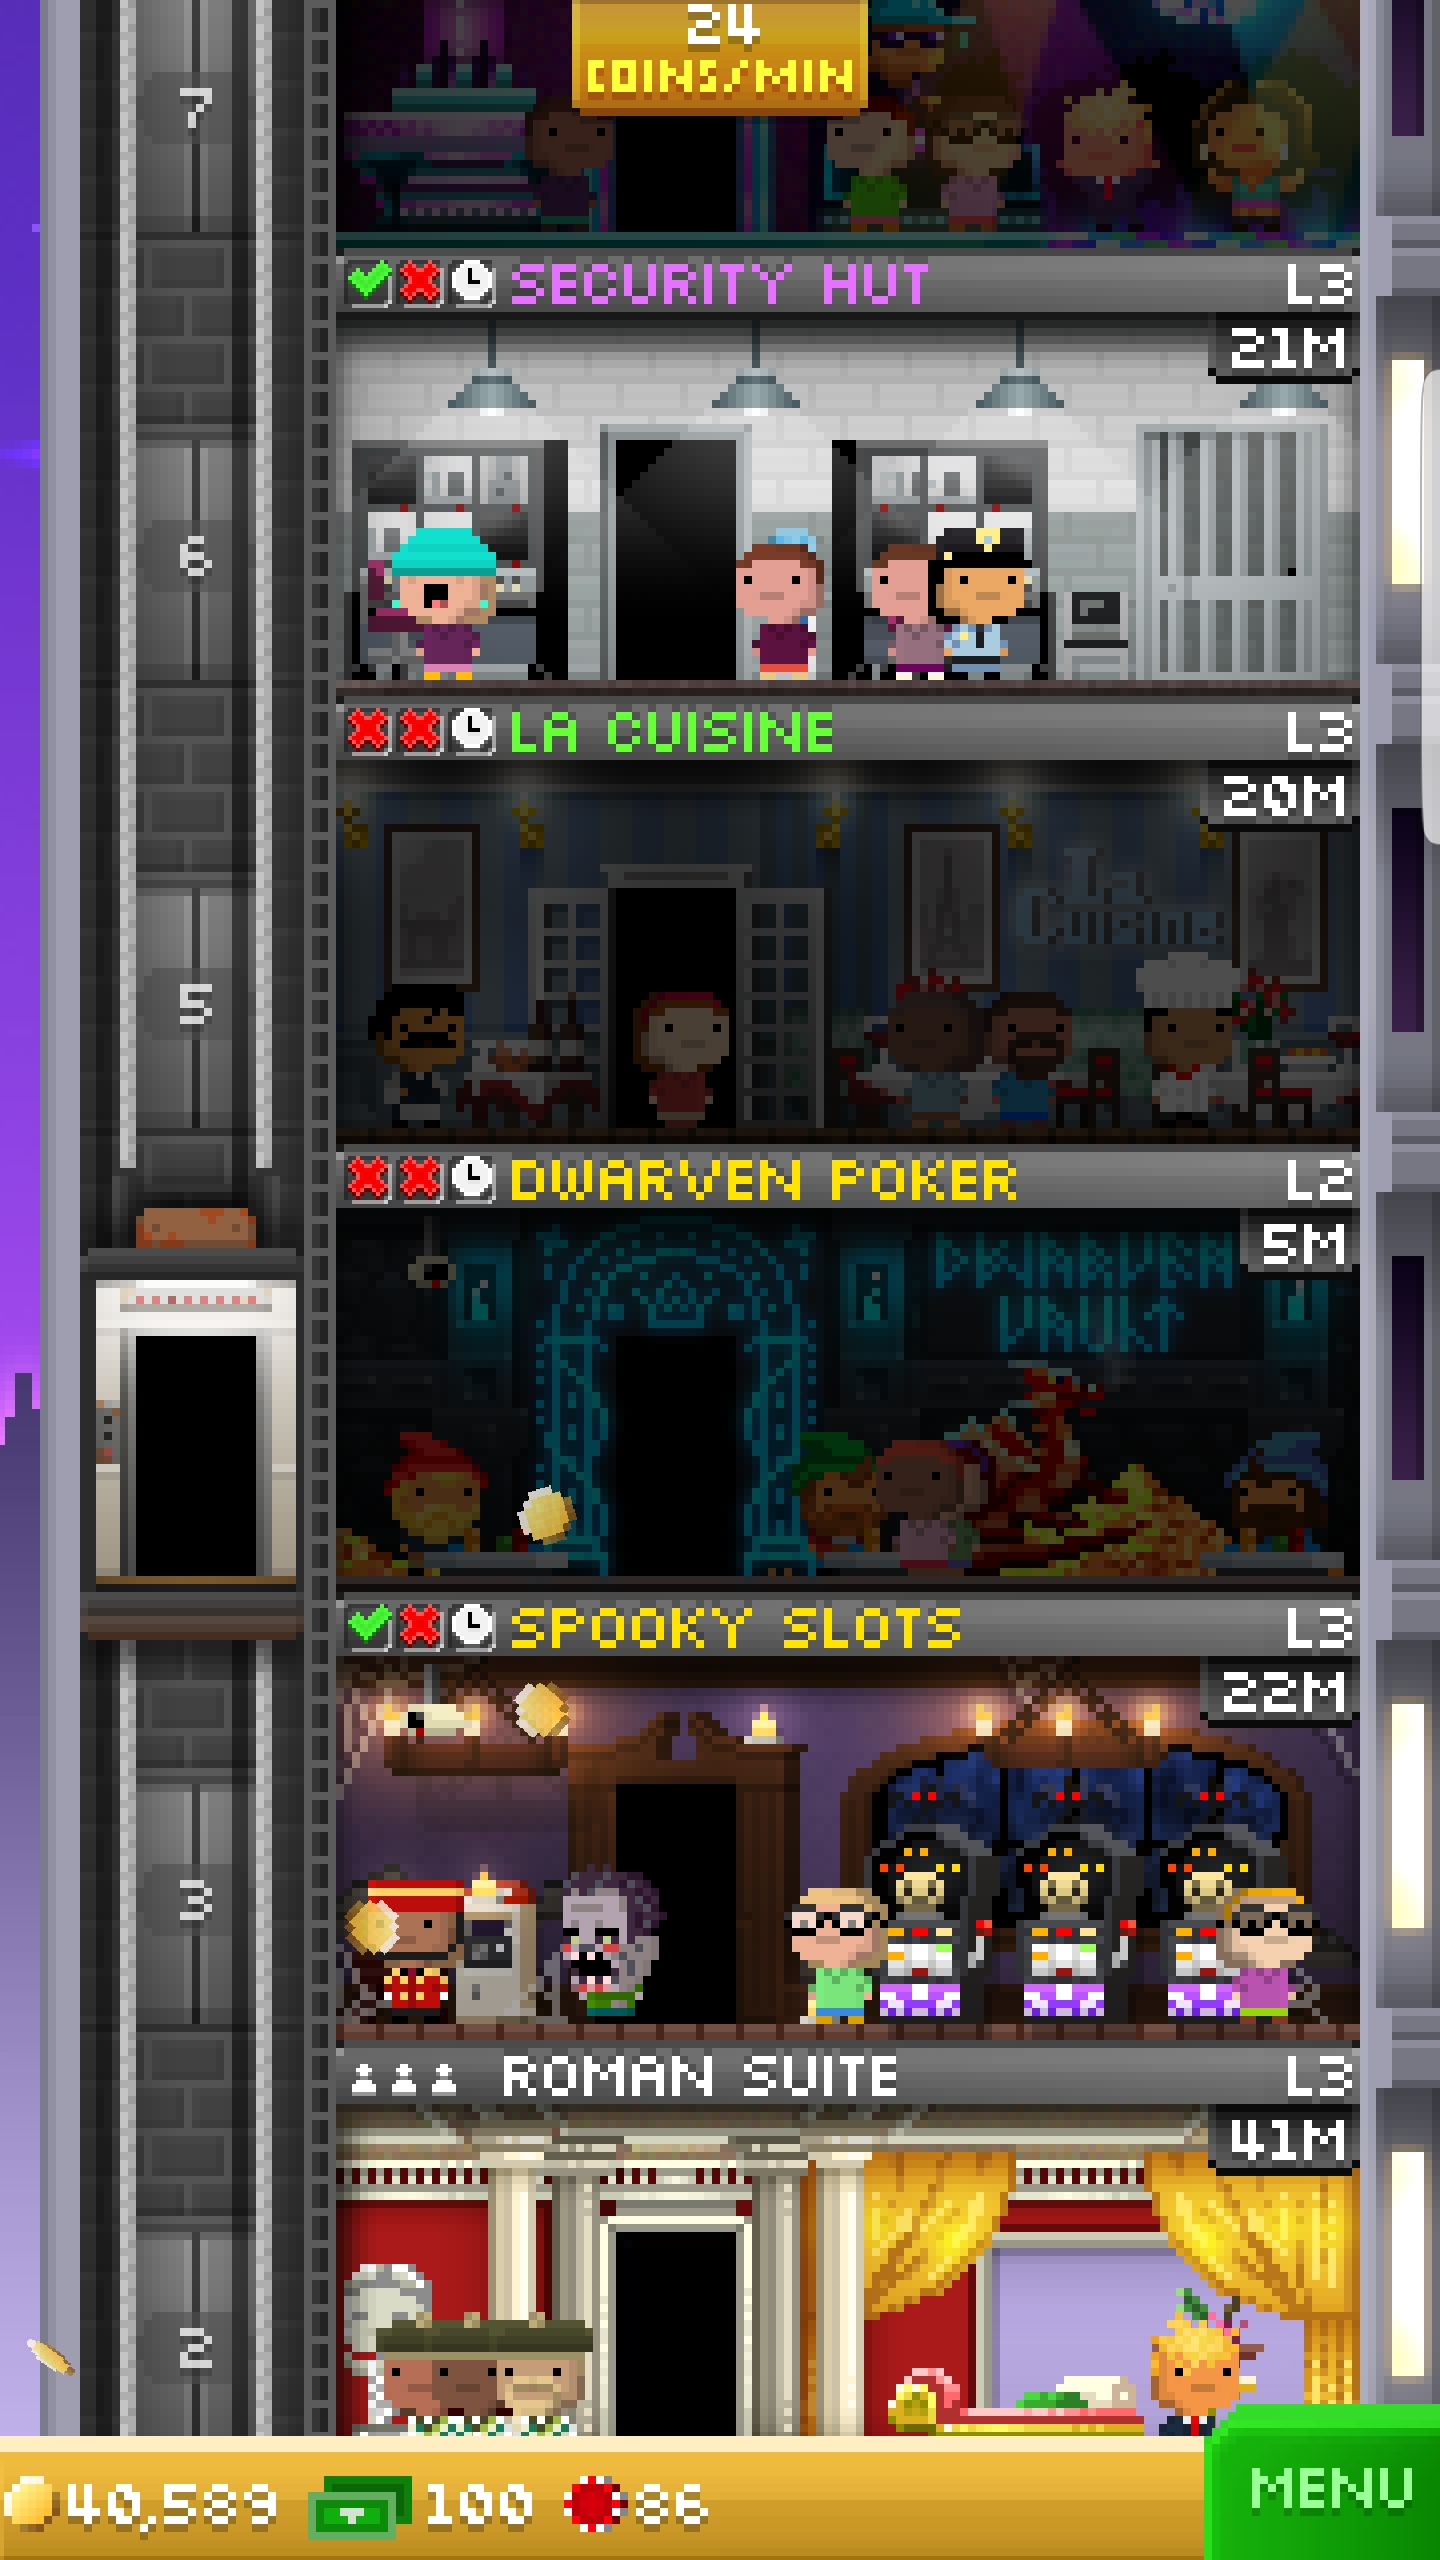 24
COINS/MIN
7
SECURITY HUT
L3
21M
6
LA CUISINE
L3
20M
La
Cuisine
5
DWARVEN POKER
L2
5M
DWARVEN
VAULT
SPOOKY SLOTS
L3
22M
3
ROMAN SUITE
L3
41M
2
40,589
100
86
MENU